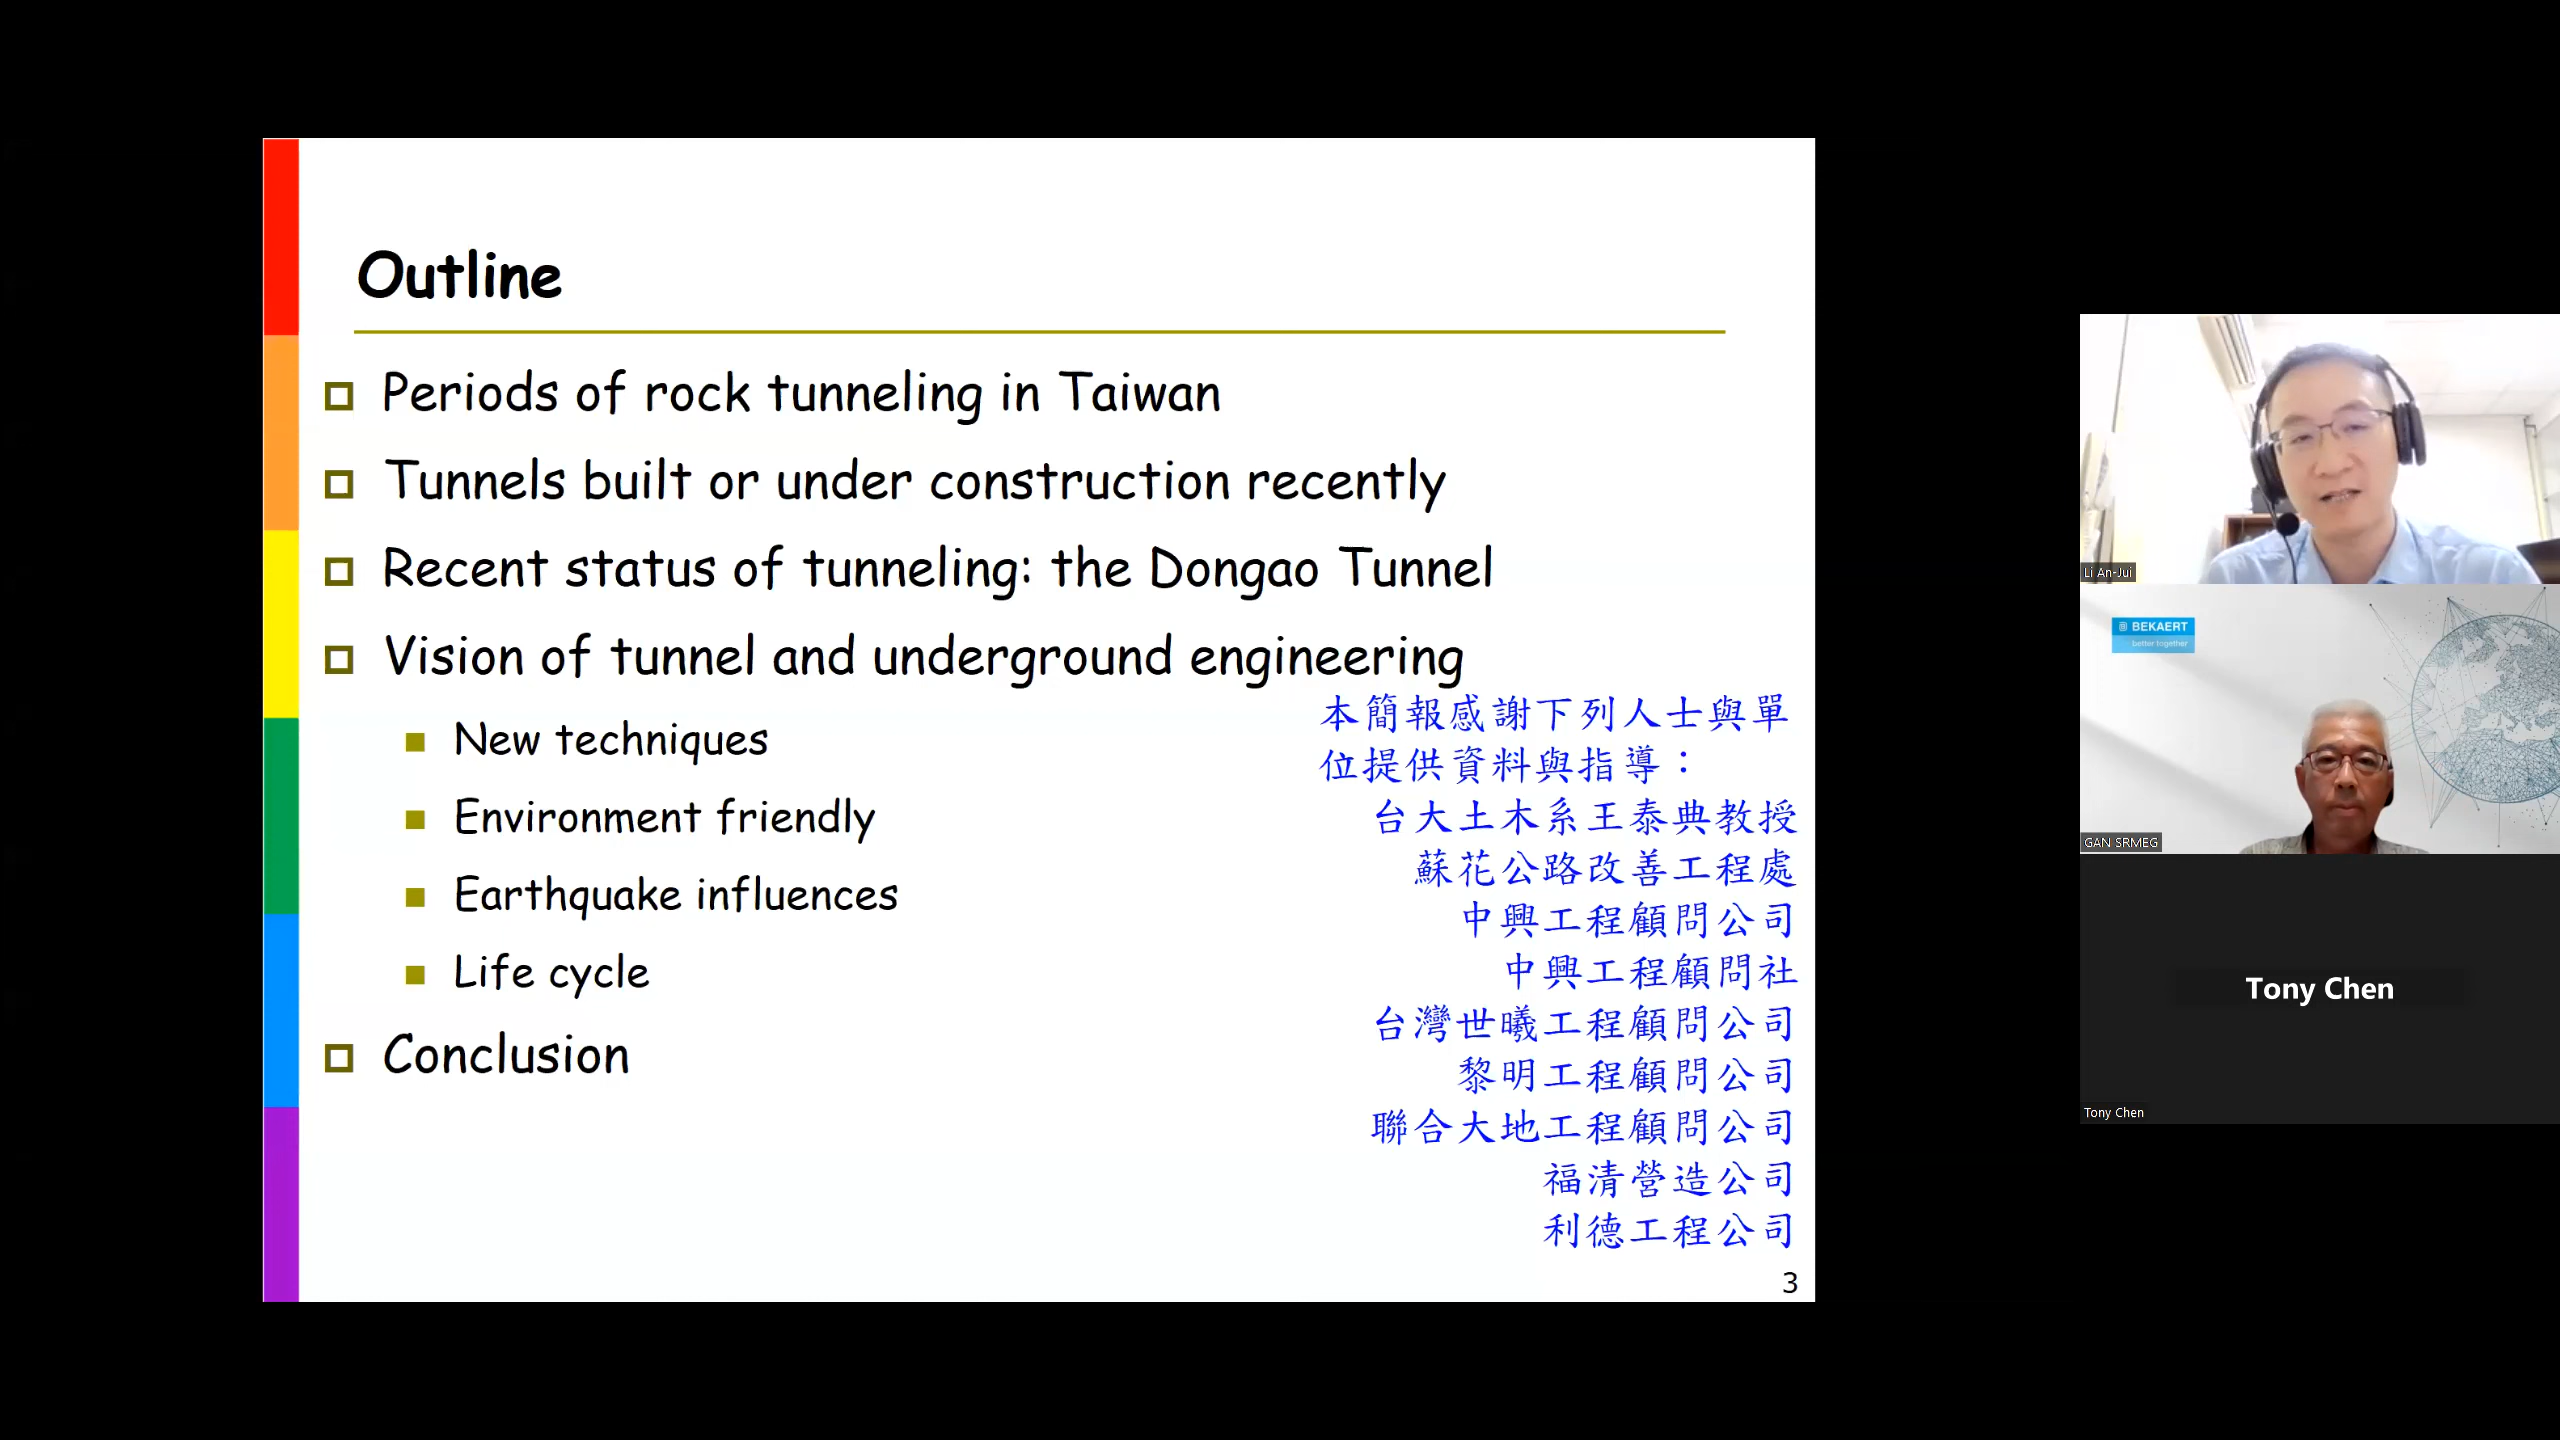 Outline
Periods of rock tunneling in Taiwan
Tunnels built or under construction recently
Recent status of tunneling: the Dongao Tunnel
Vision of tunnel and underground engineering
New techniques
Environment friendly
Earthquake influences
Life cycle
Conclusion
本簡報感謝下列人士與單
位提供資料與指導：
台大土木系王泰典教授
蘇花公路改善工程處
中興工程顧問公司
中興工程顧問社
台灣世曦工程顧問公司
黎明工程顧問公司
聯合大地工程顧問公司
福清營造公司
利德工程公司
3
Li An-Jui
BEKAERT
better together
GAN SRMEG
Tony Chen
Tony Chen